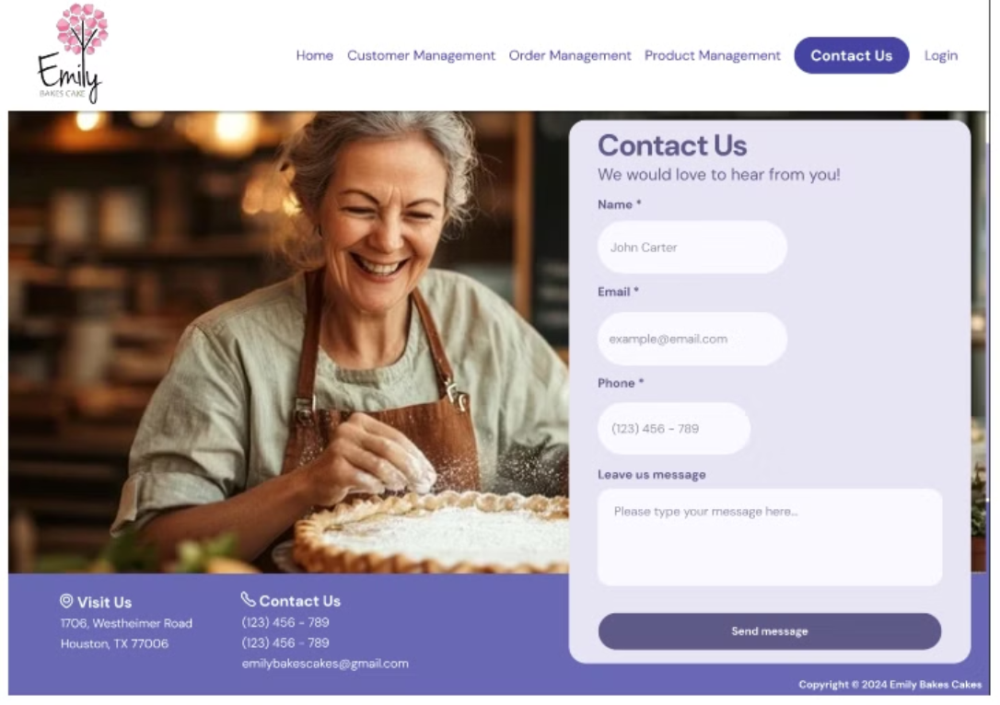 Emily
BAKES CAKE
Home Customer Management Order Management Product Management Contact Us Login
Contact Us
We would love to hear from you!
Name *
John Carter
Email *
example@email.com
Phone *
(123) 456 - 789
Leave us message
Please type your message here...
Send message
Visit Us
1706, Westheimer Road
Houston, TX 77006
Contact Us
(123) 456 - 789
(123) 456 - 789
emilybakescakes@gmail.com
Copyright © 2024 Emily Bakes Cakes